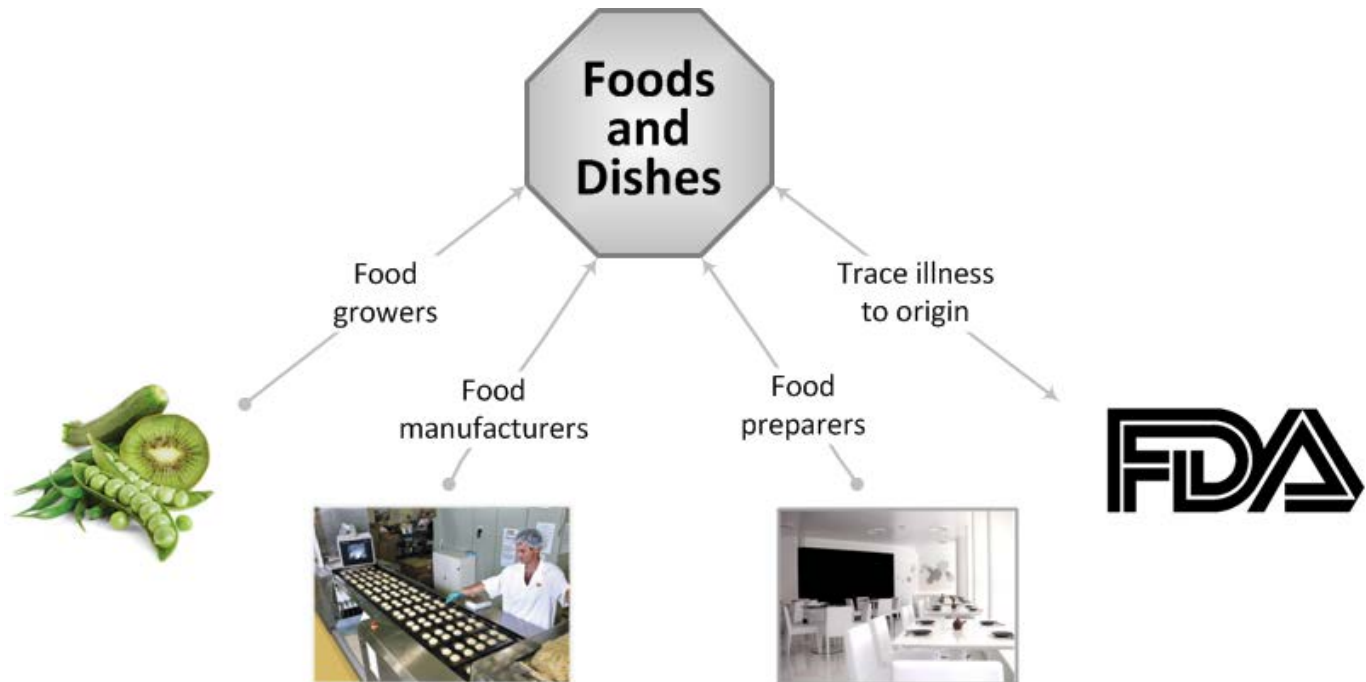 Foods
and
Dishes
Food
growers
Trace illness
to origin
Food
manufacturers
Food
preparers
FDA